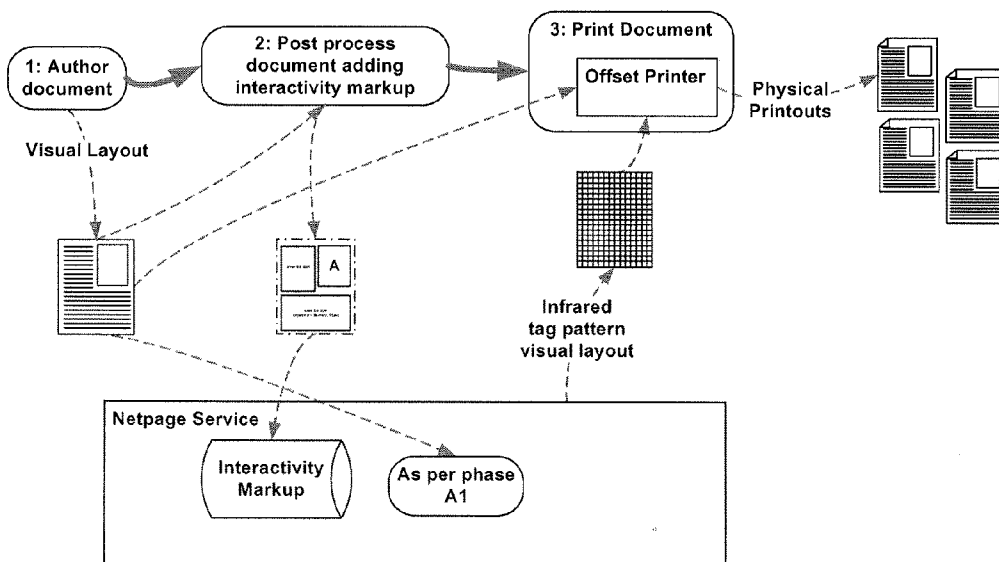 1: Author
document
2: Post process
document adding
interactivity markup
3: Print Document
Offset Printer
Physical
Printouts
Visual Layout
A
Infrared
tag pattern
visual layout
Netpage Service
Interactivity
Markup
As per phase
A1